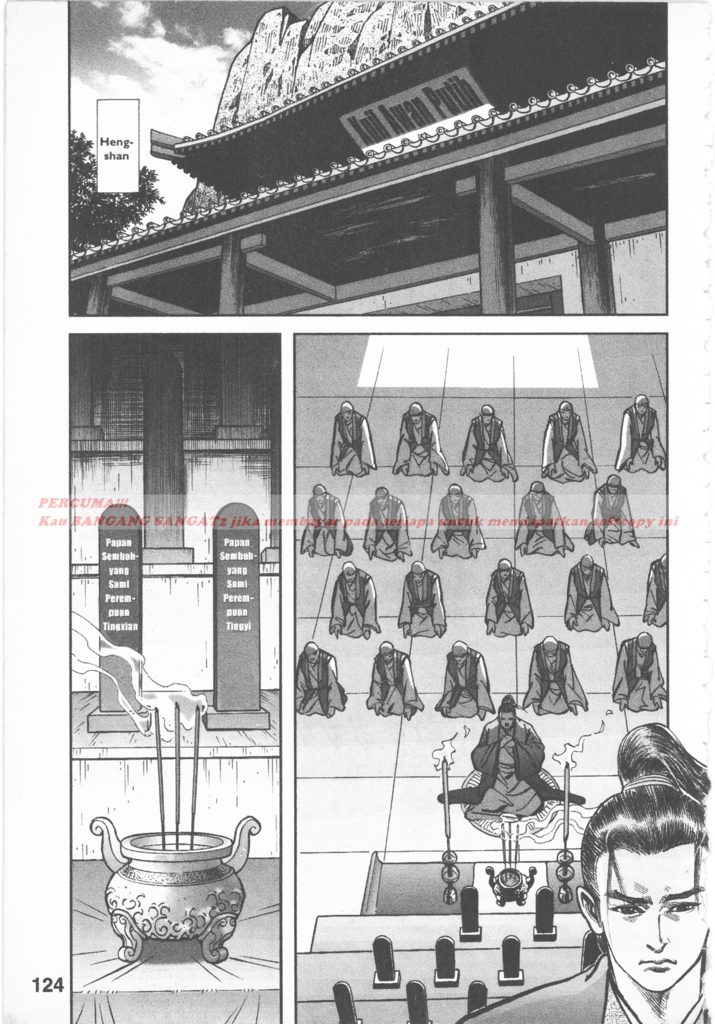 Heng-
shan
Kuil Awan Putih
PERCUMA!!!
Kau BANGANG SANGAT2 jika membayar pada sesiapa untuk mendapatkan softcopy ini
Papan
Sembah-
yang
Sami
Perem-
puan
Tingxian
Papan
Sembah-
yang
Sami
Perem-
puan
Tingyi
124